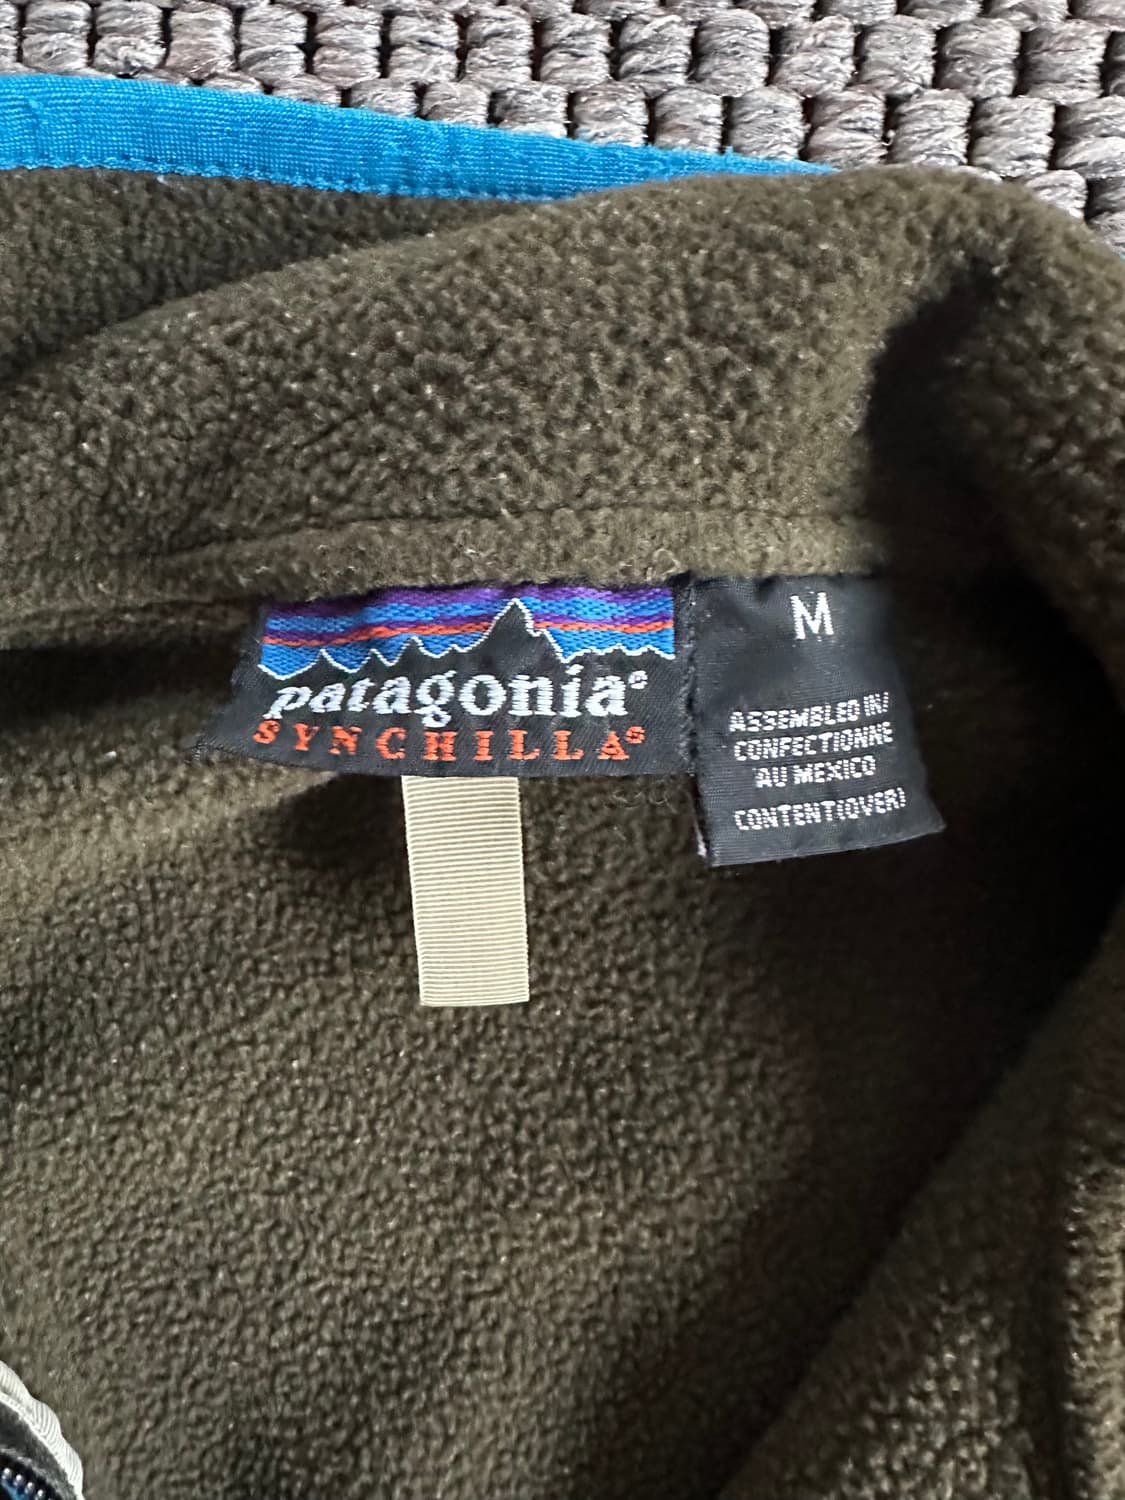 patagonia®
SYNCHILLA®
M
ASSEMBLED IN/
CONFECTIONNE
AU MEXICO
CONTENT(OVER)